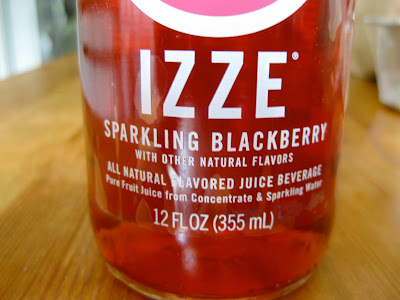 IZZE®
SPARKLING BLACKBERRY
WITH OTHER NATURAL FLAVORS
ALL NATURAL FLAVORED JUICE BEVERAGE
Pure Fruit Juice from Concentrate & Sparkling Water
12 FL OZ (355 mL)